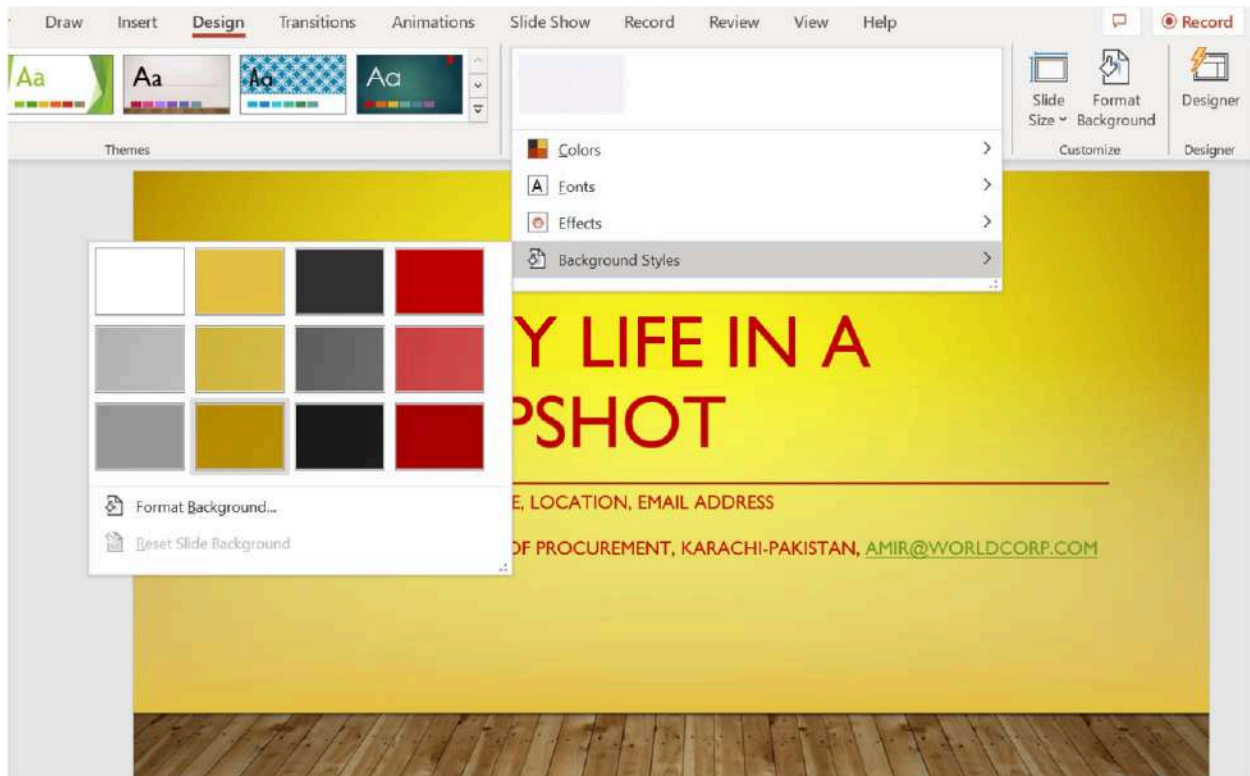 Draw Insert Design Transitions Animations Slide Show Record Review View Help Record
Aa Aa Aa Aa
Slide Size
Format Background
Designer
Themes
Customize
Designer
Colors
Fonts
Effects
Background Styles
Format Background...
Reset Slide Background
Y LIFE IN A
PSHOT
E, LOCATION, EMAIL ADDRESS
OF PROCUREMENT, KARACHI-PAKISTAN, AMIR@WORLDCORP.COM